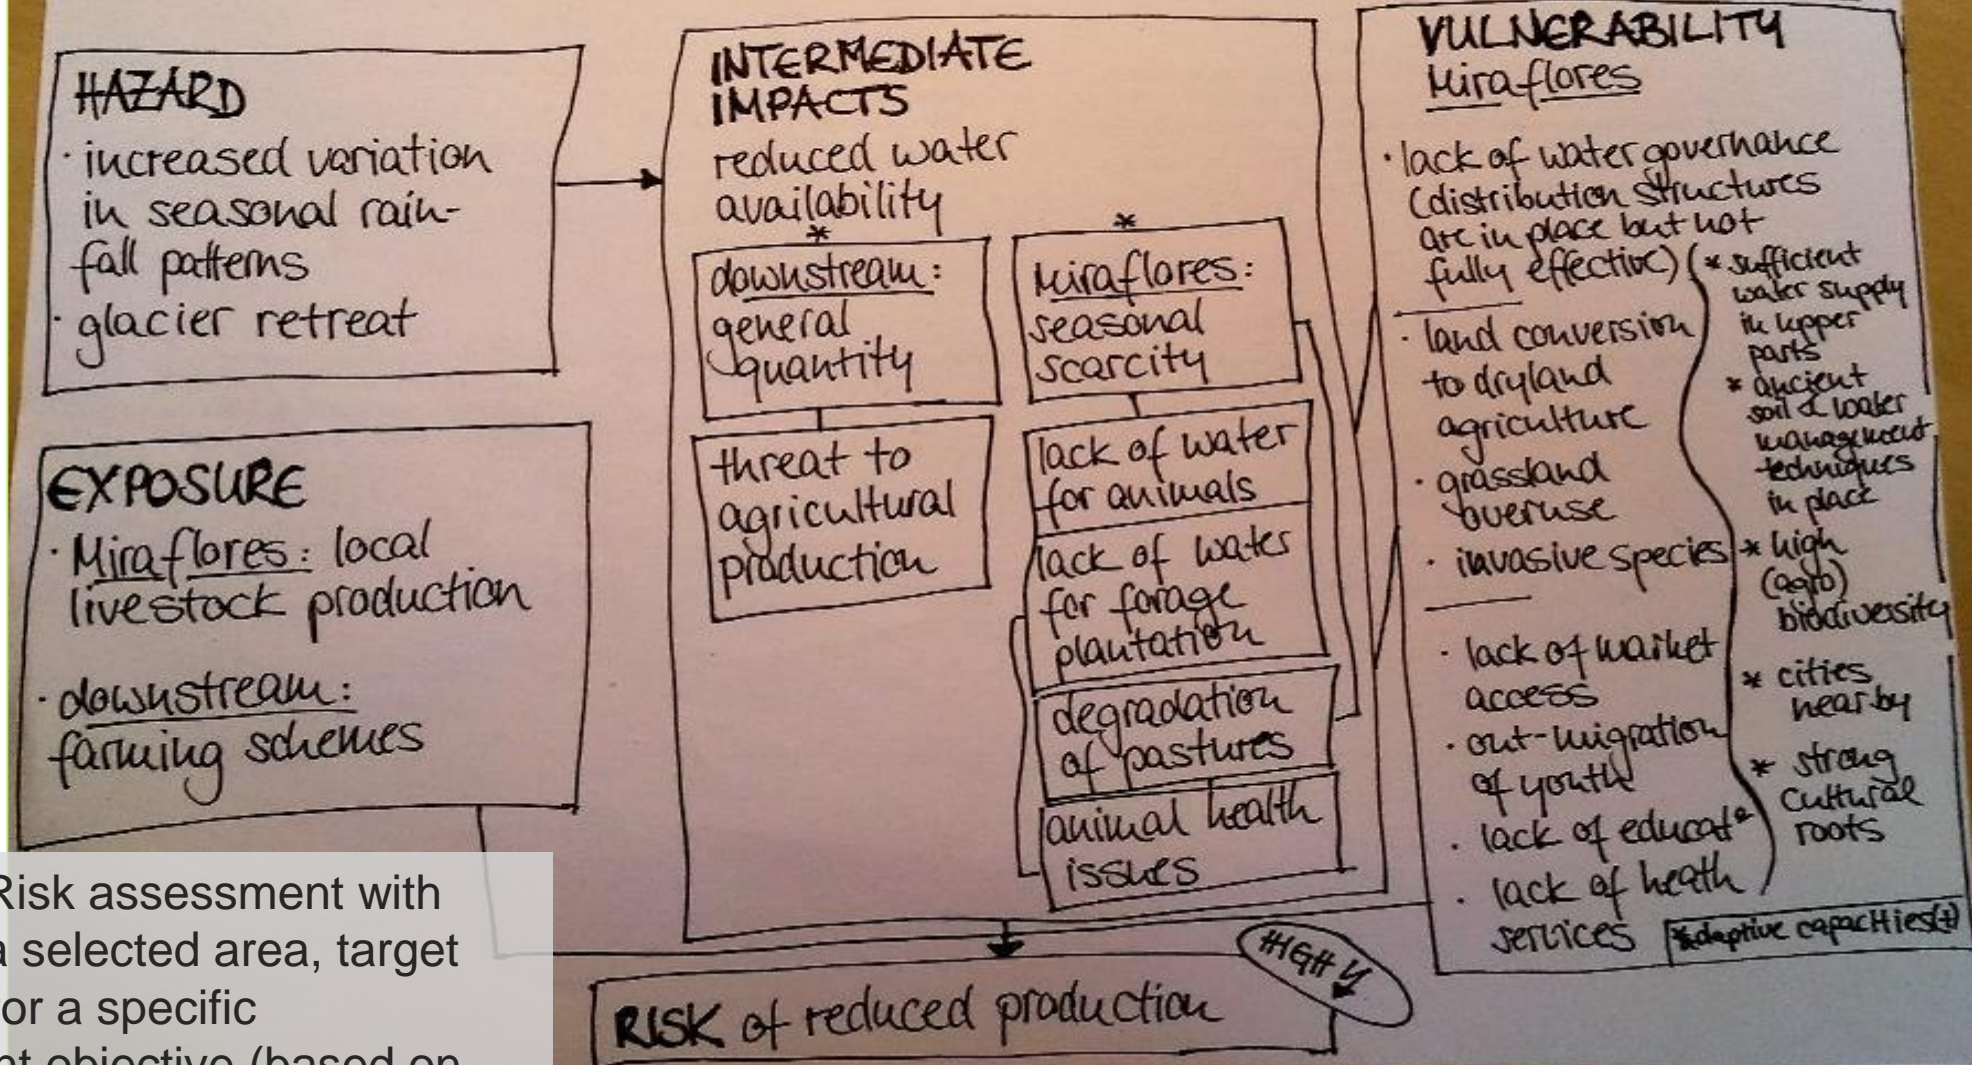 HAZARD
· increased variation
in seasonal rain-
fall patterns
· glacier retreat
EXPOSURE
· Miraflores: local
livestock production
· downstream:
farming schemes
INTERMEDIATE
IMPACTS
reduced water
availability
*
downstream:
general
quantity
threat to
agricultural
production
*
Miraflores:
seasonal
scarcity
lack of water
for animals
lack of water
for forage
plantation
degradation
of pastures
animal health
issues
VULNERABILITY
Miraflores
· lack of water governance
(distribution structures
are in place but not
fully effective)
· land conversion
to dryland
agriculture
· grassland
overuse
· invasive species
· lack of market
access
· out-migration
of youth
· lack of educat°
· lack of heath
services
* sufficient
water supply
in upper
parts
* ancient
soil & water
management
techniques
in place
* high
(agro)
biodiversity
* cities
nearby
* strong
cultural
roots
*adaptive capacities(+)
RISK of reduced production
HIGH
Risk assessment with
a selected area, target
or a specific
nt objective (based on